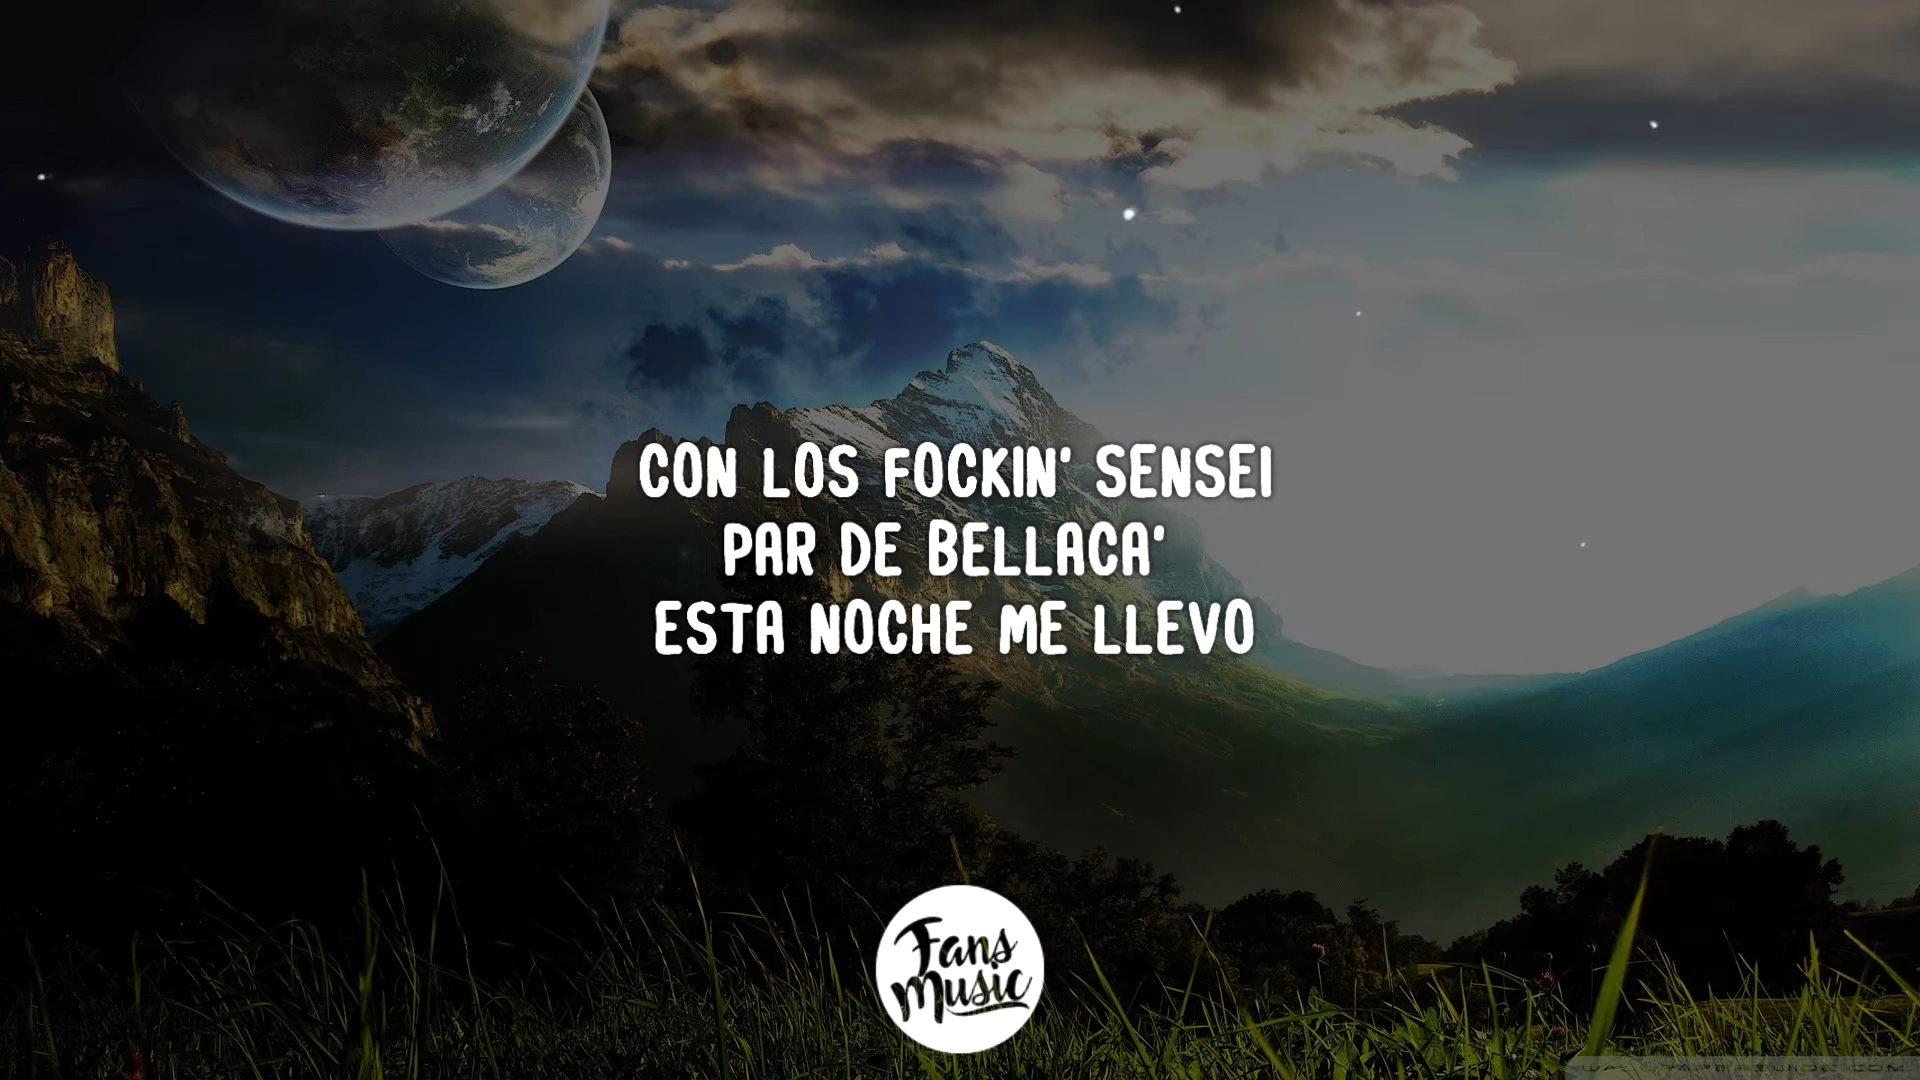 CON LOS FOCKIN' SENSEI
PAR DE BELLACA'
ESTA NOCHE ME LLEVO
Fans
Music